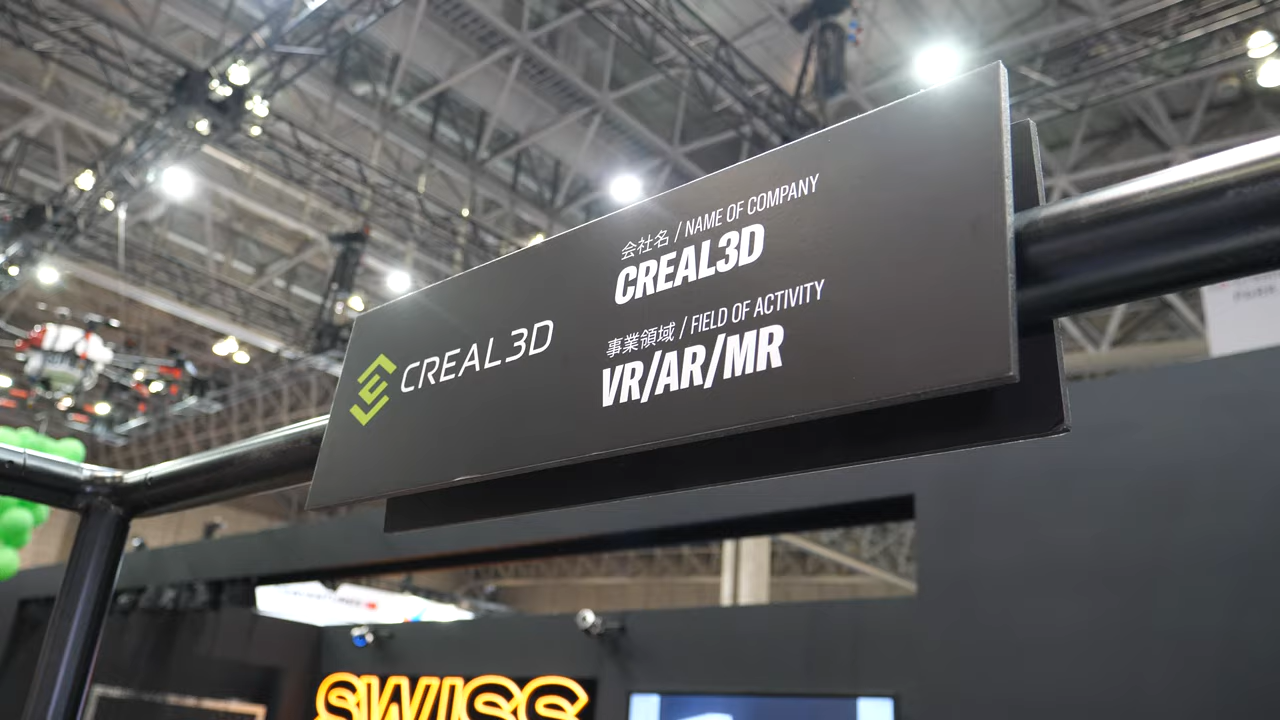 CREAL3D
会社名 / NAME OF COMPANY
CREAL3D
事業領域 / FIELD OF ACTIVITY
VR/AR/MR
SWISS